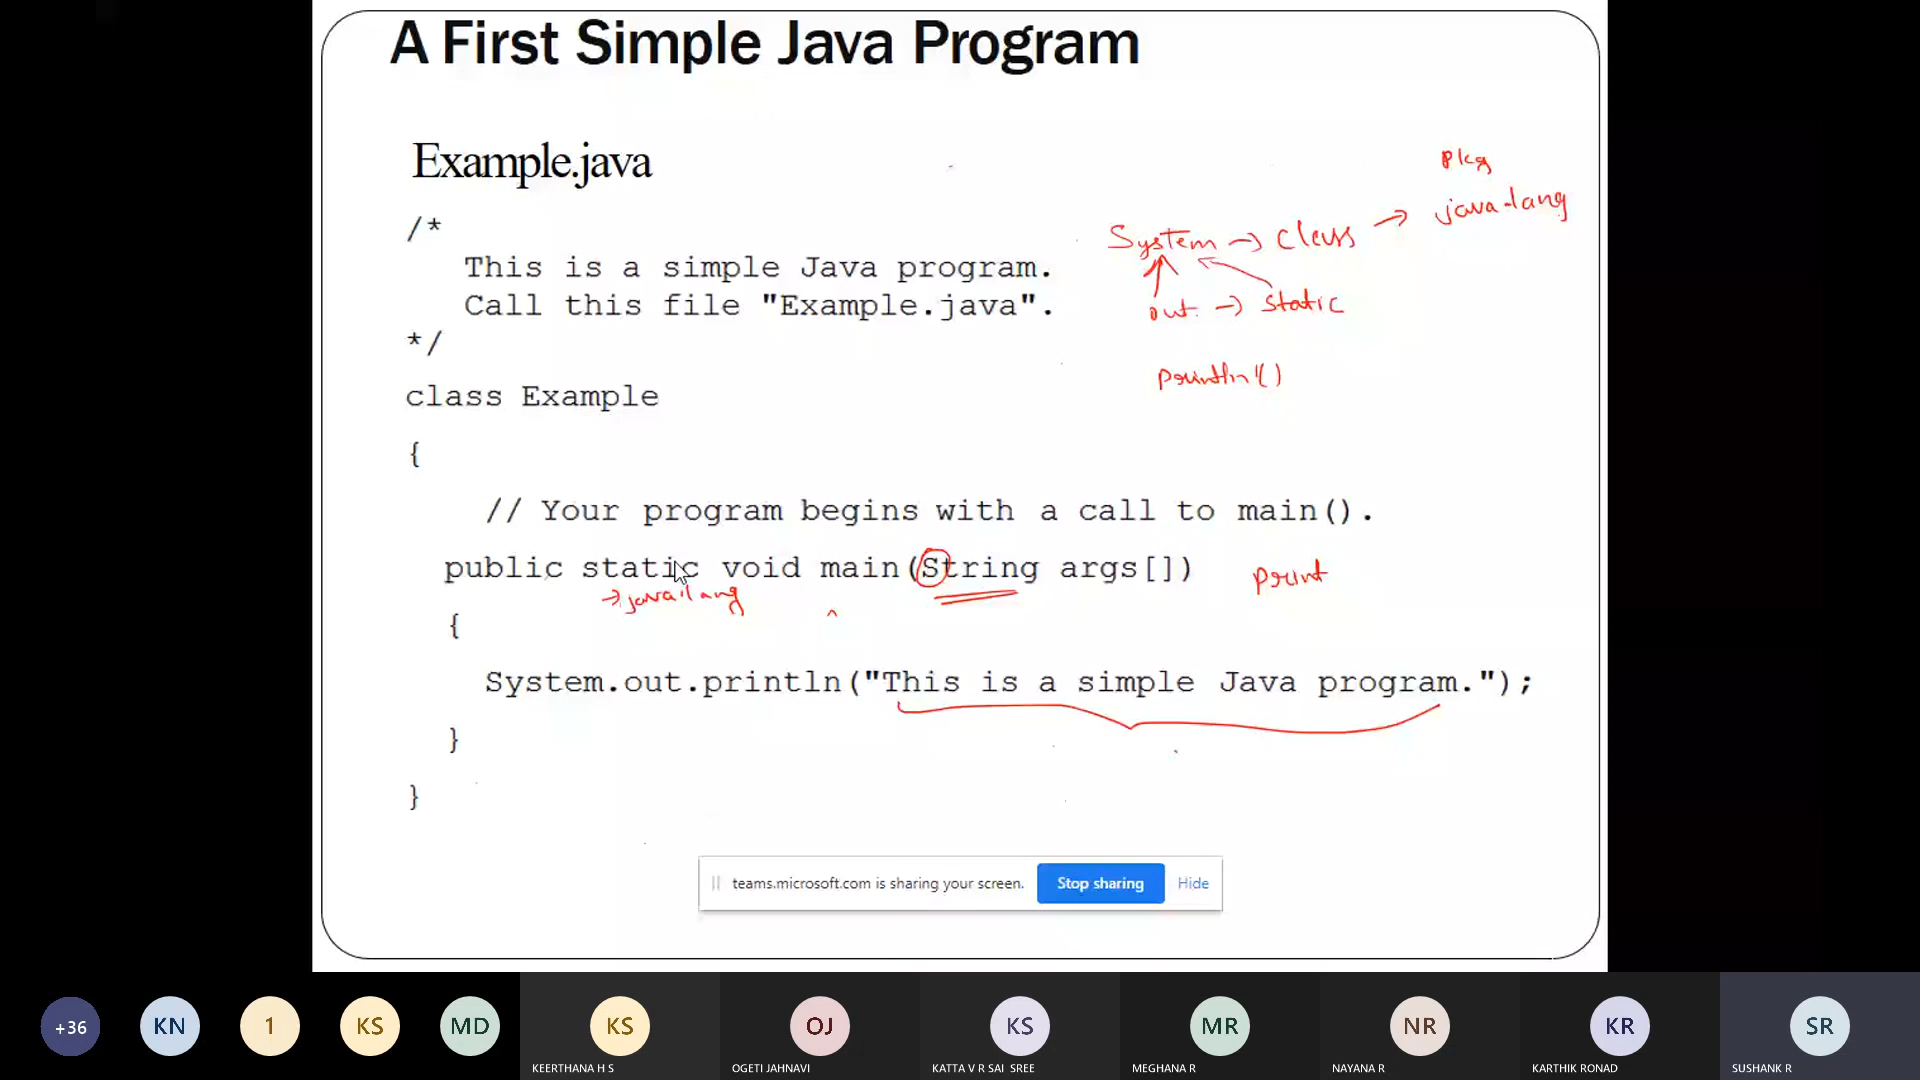 A First Simple Java Program
Example.java
pkg
java.lang
/*
System → class →
This is a simple Java program.
out → static
Call this file "Example.java".
*/
println()
class Example
{
// Your program begins with a call to main().
public static void main(String args[])
print
→ java.lang
{
System.out.println("This is a simple Java program.");
}
}
teams.microsoft.com is sharing your screen.
Stop sharing
Hide
+36
KN
1
KS
MD
KS
OJ
KS
MR
NR
KR
SR
KEERTHANA H S
OGETI JAHNAVI
KATTA V R SAI SREE
MEGHANA R
NAYANA R
KARTHIK RONAD
SUSHANK R